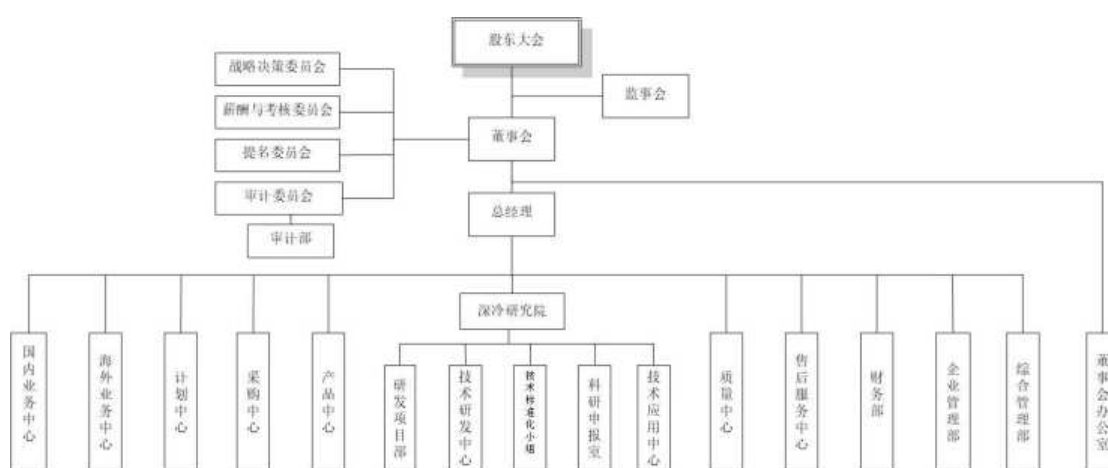 股东大会
战略决策委员会
监事会
薪酬与考核委员会
董事会
提名委员会
审计委员会
总经理
审计部
深冷研究院
国内业务中心
海外业务中心
计划中心
采购中心
产品中心
研发项目部
技术研发中心
技术标准化小组
科研申报室
技术应用中心
质量中心
售后服务中心
财务部
企业管理部
综合管理部
董事会办公室